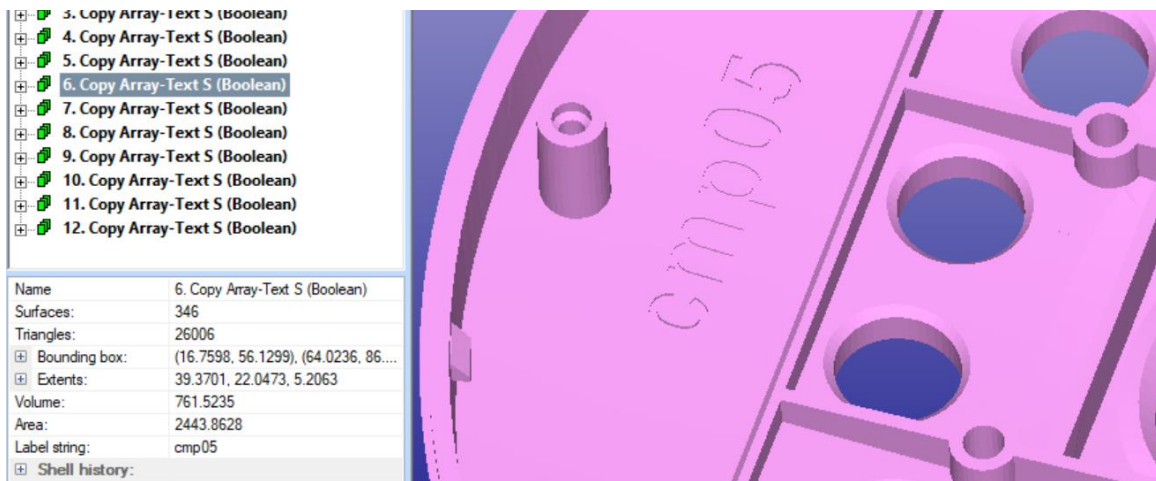 3. Copy Array-Text S (Boolean)
4. Copy Array-Text S (Boolean)
5. Copy Array-Text S (Boolean)
6. Copy Array-Text S (Boolean)
7. Copy Array-Text S (Boolean)
8. Copy Array-Text S (Boolean)
9. Copy Array-Text S (Boolean)
10. Copy Array-Text S (Boolean)
11. Copy Array-Text S (Boolean)
12. Copy Array-Text S (Boolean)
Name 6. Copy Array-Text S (Boolean)
Surfaces: 346
Triangles: 26006
Bounding box: (16.7598, 56.1299), (64.0236, 86....
Extents: 39.3701, 22.0473, 5.2063
Volume: 761.5235
Area: 2443.8628
Label string: cmp05
Shell history:
cmp05